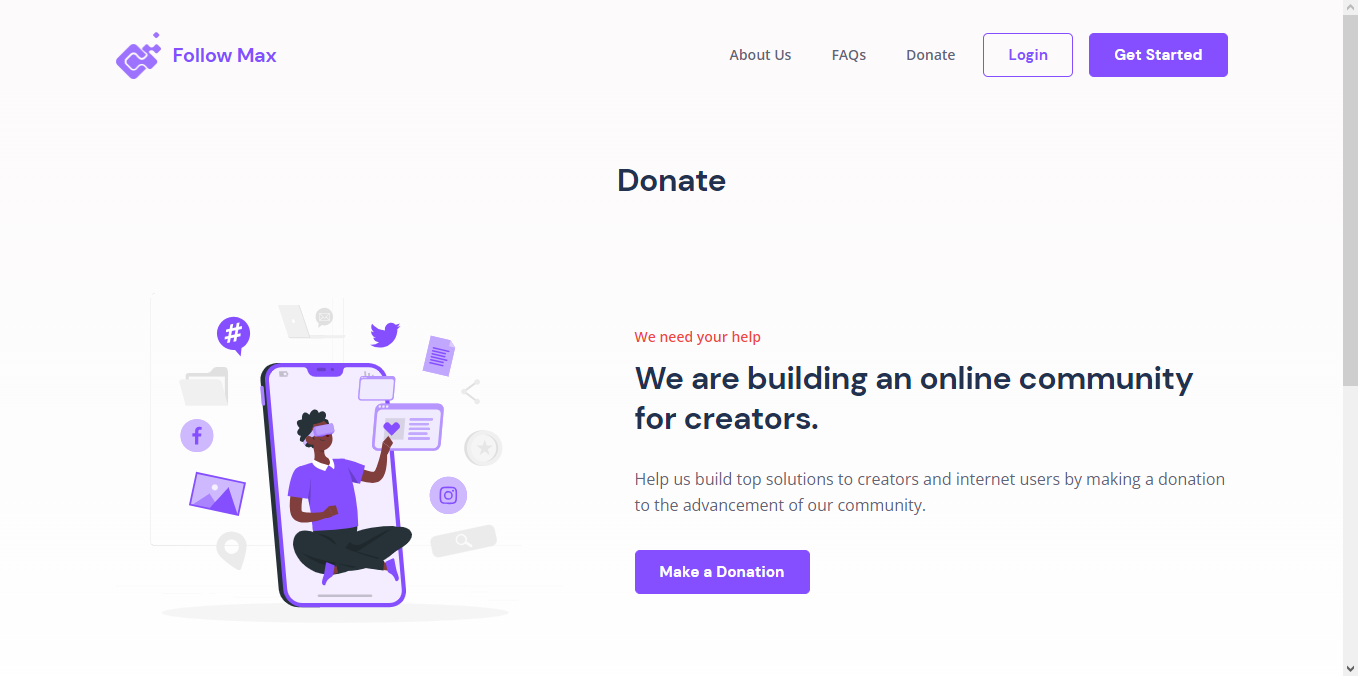 Follow Max
About Us
FAQs
Donate
Login
Get Started
Donate
#
We need your help
We are building an online community
for creators.
Help us build top solutions to creators and internet users by making a donation
to the advancement of our community.
Make a Donation